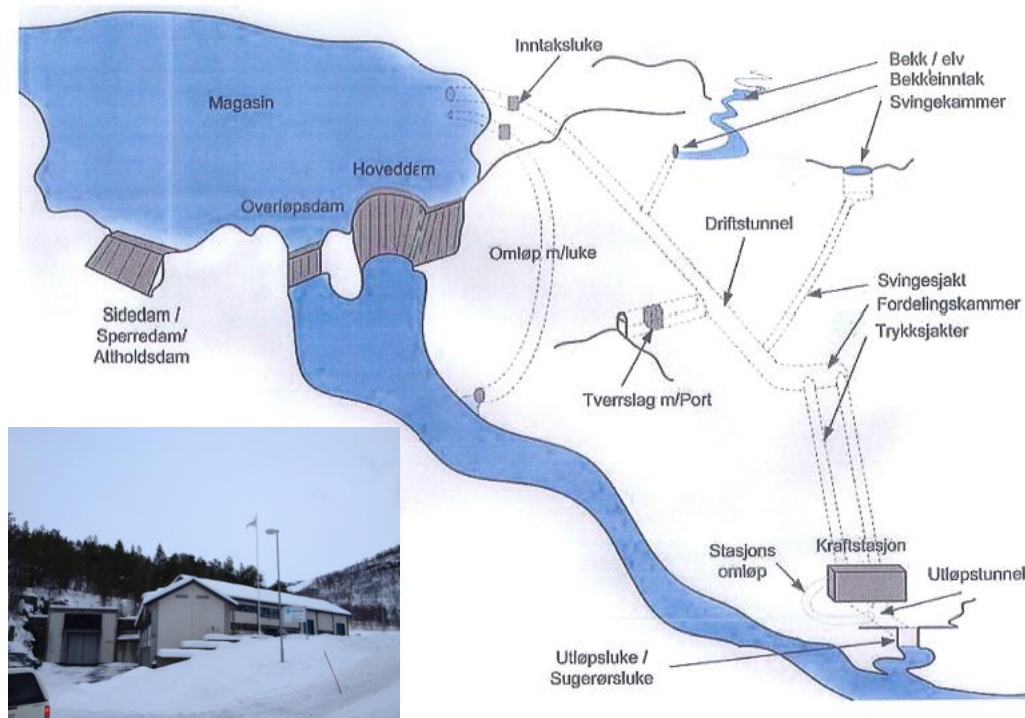 Inntaksluke
Bekk / elv
Bekkeinntak
Svingekammer
Magasin
Hoveddam
Overløpsdam
Driftstunnel
Omløp m/luke
Svingesjakt
Fordelingskammer
Trykksjakter
Sidedam /
Sperredam/
Attholdsdam
Tverrslag m/Port
Stasjons
omløp
Kraftstasjon
Utløpstunnel
Utløpsluke /
Sugerørsluke